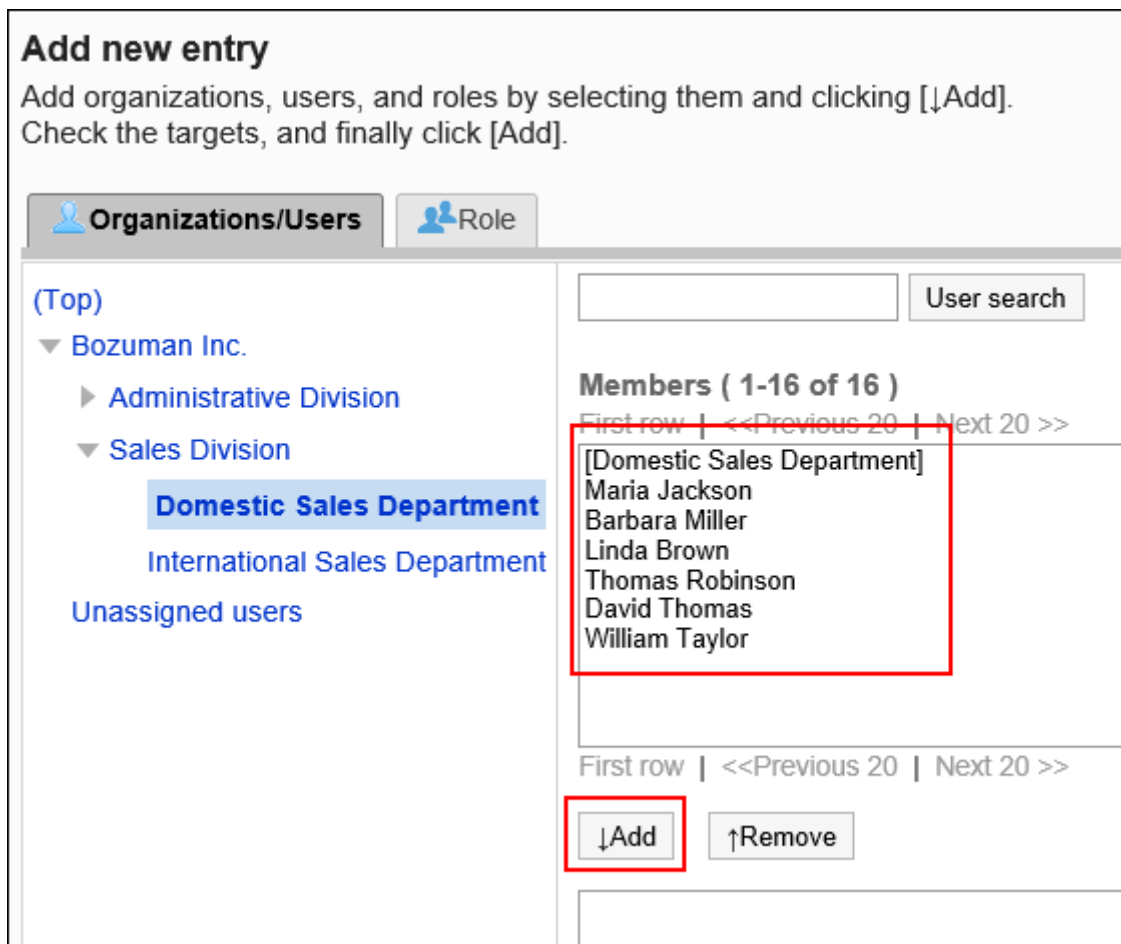 Add new entry
Add organizations, users, and roles by selecting them and clicking [↓Add].
Check the targets, and finally click [Add].
Organizations/Users
Role
(Top)
Bozuman Inc.
Administrative Division
Sales Division
Domestic Sales Department
International Sales Department
Unassigned users
User search
Members ( 1-16 of 16 )
First row | <<Previous 20 | Next 20 >>
[Domestic Sales Department]
Maria Jackson
Barbara Miller
Linda Brown
Thomas Robinson
David Thomas
William Taylor
First row | <<Previous 20 | Next 20 >>
↓Add
↑Remove